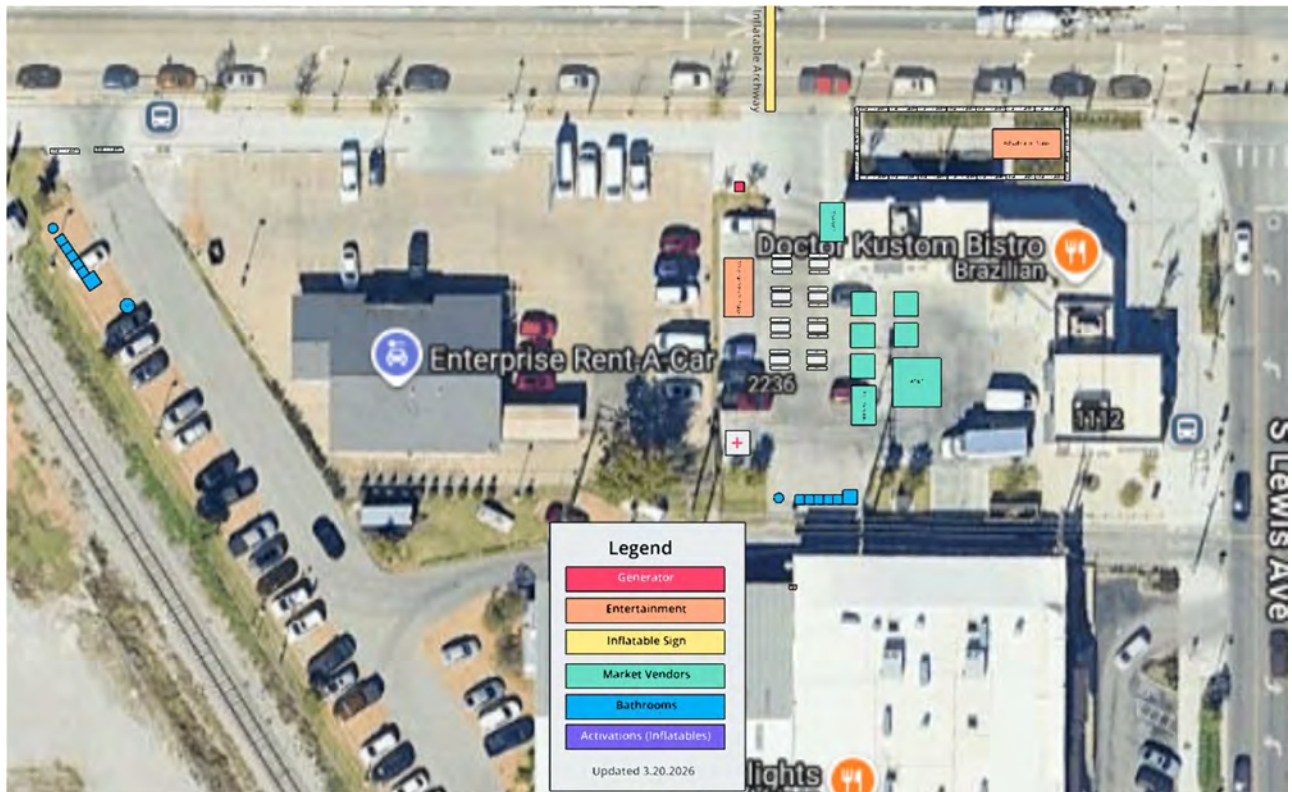 Inflatable Archway
Doctor Kustom Bistro
Brazilian
Enterprise Rent-A-Car
2236
1112
S Lewis Ave
Legend
Generator
Entertainment
Inflatable Sign
Market Vendors
Bathrooms
Activations (Inflatables)
Updated 3.20.2026
lights